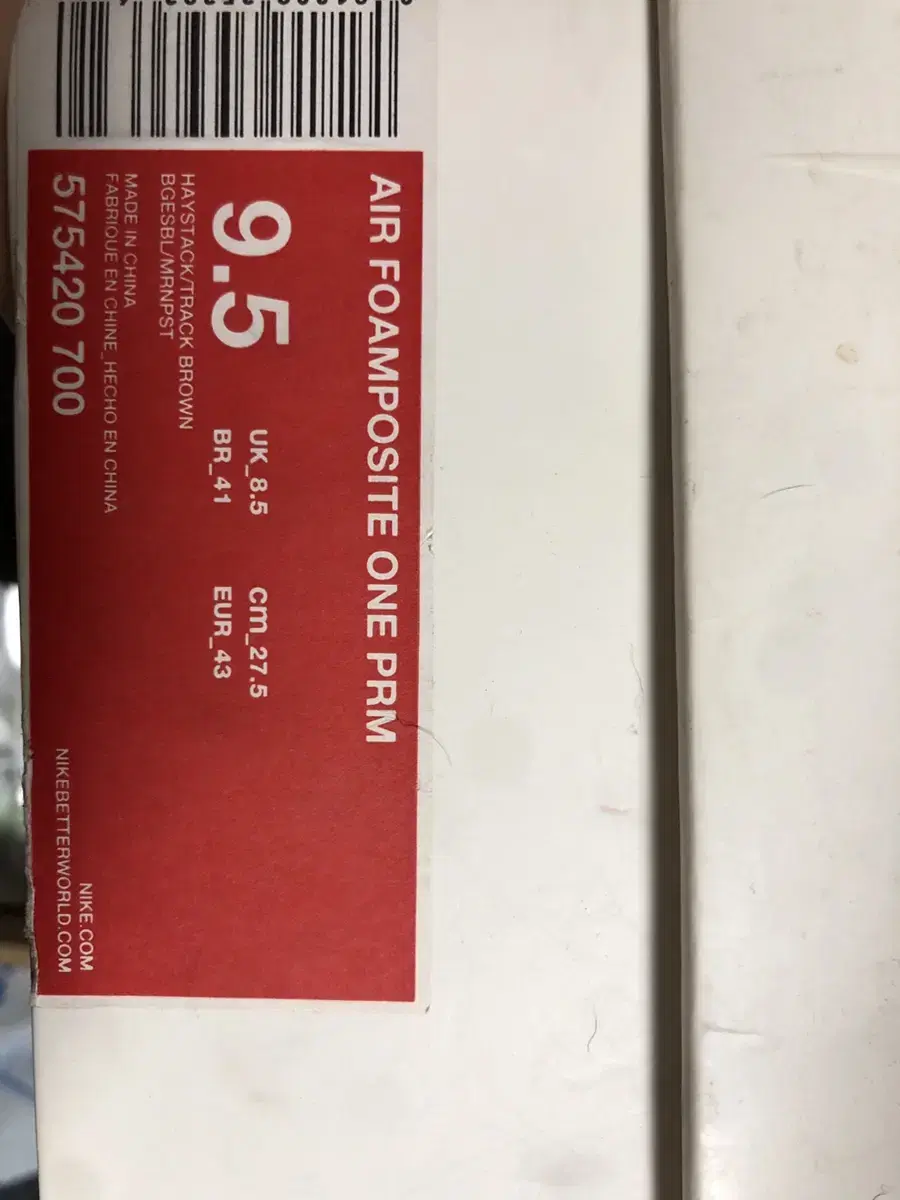 AIR FOAMPOSITE ONE PRM
9.5
UK_8.5 cm_27.5
BR_41 EUR_43
HAYSTACK/TRACK BROWN
BGESBL/MRNPST
MADE IN CHINA
FABRIQUE EN CHINE_HECHO EN CHINA
575420 700
NIKE.COM
NIKEBETTERWORLD.COM